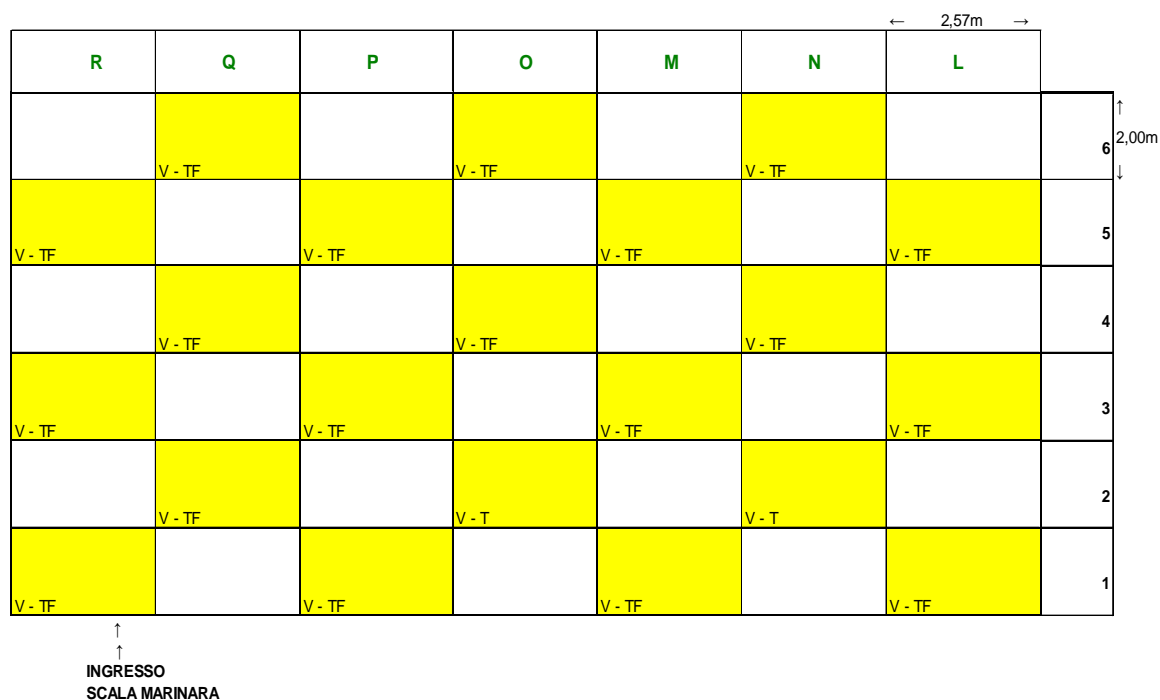 ← 2,57m →
R Q P O M N L
↑
6 2,00m
V - TF V - TF V - TF ↓
5
V - TF V - TF V - TF V - TF
4
V - TF V - TF V - TF
3
V - TF V - TF V - TF V - TF
2
V - TF V - T V - T
1
V - TF V - TF V - TF V - TF
↑
↑
INGRESSO
SCALA MARINARA